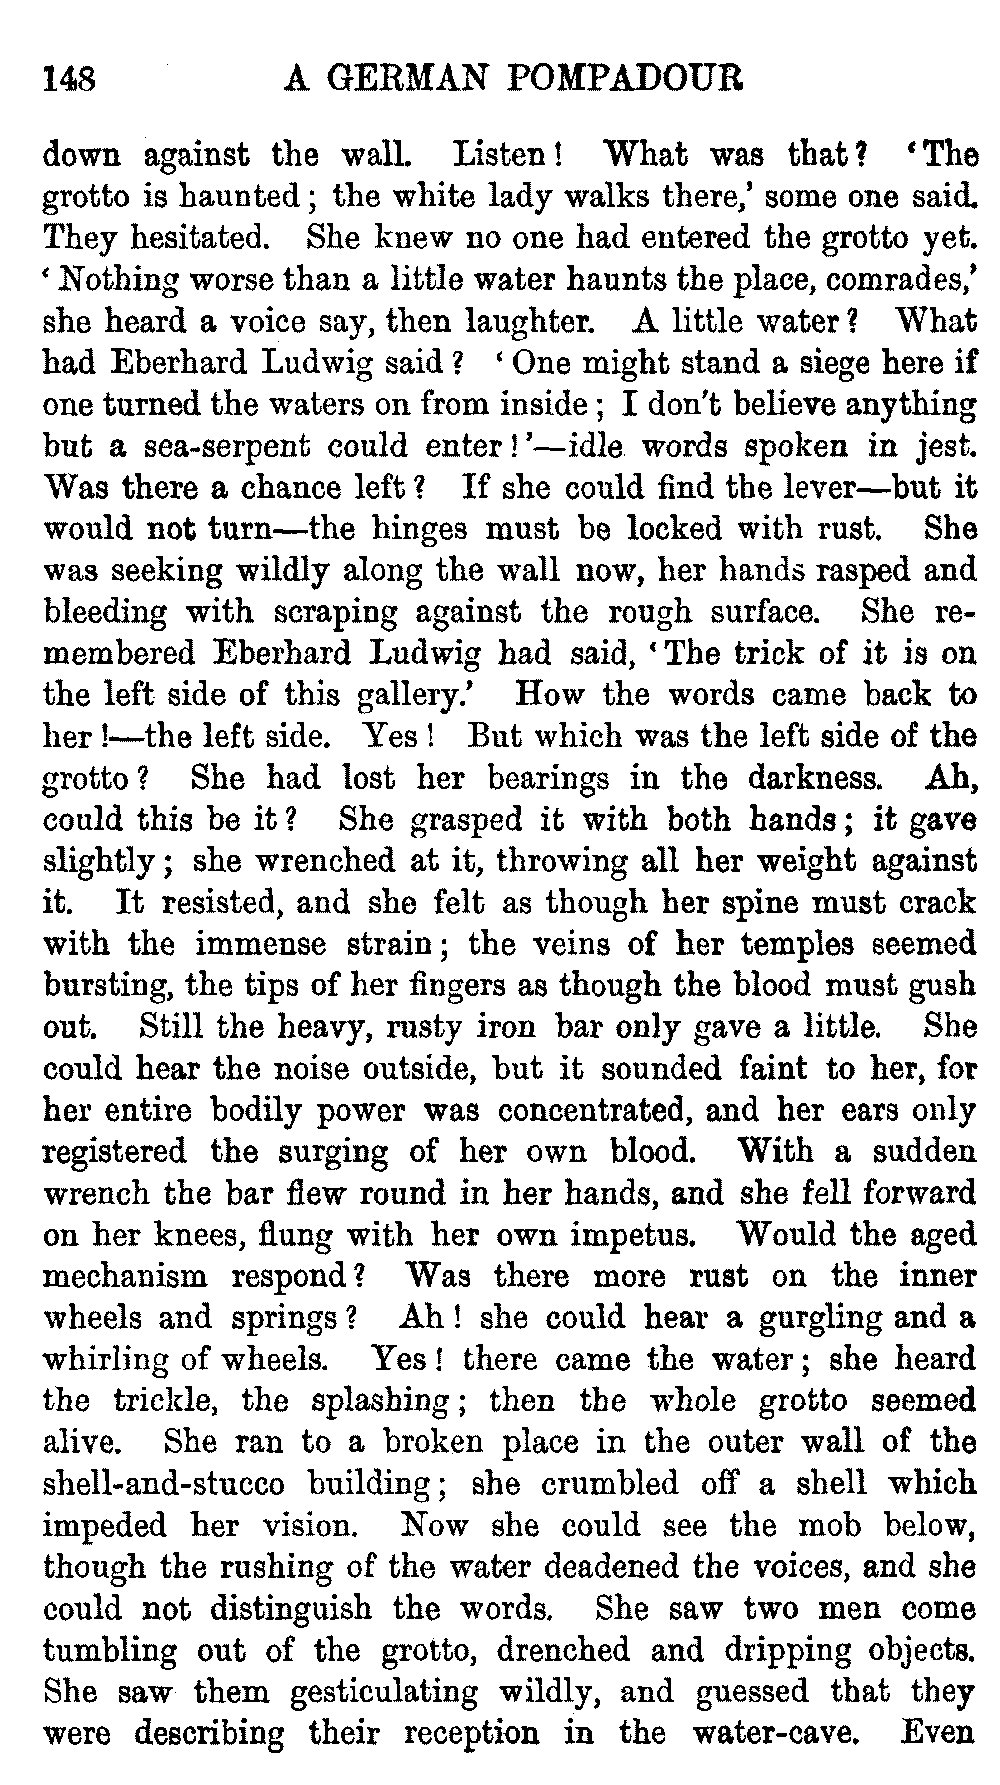 148 A GERMAN POMPADOUR
down against the wall. Listen! What was that? ‘The
grotto is haunted; the white lady walks there,’ some one said.
They hesitated. She knew no one had entered the grotto yet.
‘Nothing worse than a little water haunts the place, comrades,’
she heard a voice say, then laughter. A little water? What
had Eberhard Ludwig said? ‘One might stand a siege here if
one turned the waters on from inside; I don't believe anything
but a sea-serpent could enter!’—idle words spoken in jest.
Was there a chance left? If she could find the lever—but it
would not turn—the hinges must be locked with rust. She
was seeking wildly along the wall now, her hands rasped and
bleeding with scraping against the rough surface. She re-
membered Eberhard Ludwig had said, ‘The trick of it is on
the left side of this gallery.’ How the words came back to
her!—the left side. Yes! But which was the left side of the
grotto? She had lost her bearings in the darkness. Ah,
could this be it? She grasped it with both hands; it gave
slightly; she wrenched at it, throwing all her weight against
it. It resisted, and she felt as though her spine must crack
with the immense strain; the veins of her temples seemed
bursting, the tips of her fingers as though the blood must gush
out. Still the heavy, rusty iron bar only gave a little. She
could hear the noise outside, but it sounded faint to her, for
her entire bodily power was concentrated, and her ears only
registered the surging of her own blood. With a sudden
wrench the bar flew round in her hands, and she fell forward
on her knees, flung with her own impetus. Would the aged
mechanism respond? Was there more rust on the inner
wheels and springs? Ah! she could hear a gurgling and a
whirling of wheels. Yes! there came the water; she heard
the trickle, the splashing; then the whole grotto seemed
alive. She ran to a broken place in the outer wall of the
shell-and-stucco building; she crumbled off a shell which
impeded her vision. Now she could see the mob below,
though the rushing of the water deadened the voices, and she
could not distinguish the words. She saw two men come
tumbling out of the grotto, drenched and dripping objects.
She saw them gesticulating wildly, and guessed that they
were describing their reception in the water-cave. Even